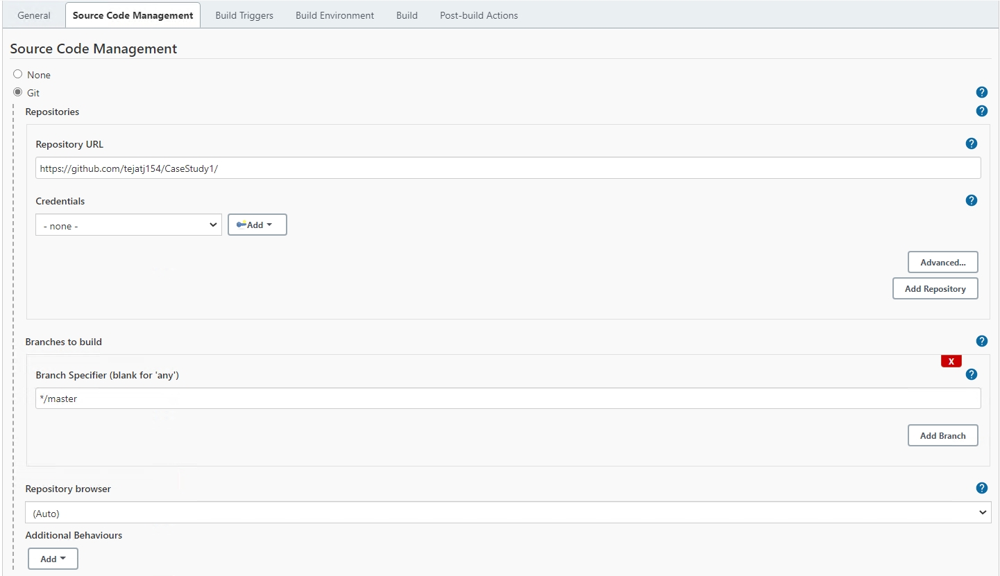 General Source Code Management Build Triggers Build Environment Build Post-build Actions
Source Code Management
None
Git
?
Repositories
?
Repository URL
?
https://github.com/tejatj154/CaseStudy1/
Credentials
?
- none -
Add
Advanced...
Add Repository
Branches to build
?
X
Branch Specifier (blank for 'any')
?
*/master
Add Branch
Repository browser
?
(Auto)
Additional Behaviours
Add